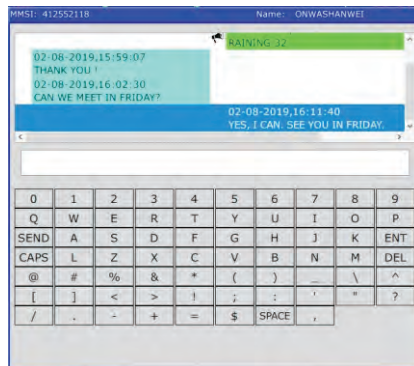 MMSI: 412552118 Name: ONWASHANWEI
RAINING 32
02-08-2019,15:59:07
THANK YOU !
02-08-2019,16:02:30
CAN WE MEET IN FRIDAY?
02-08-2019,16:11:40
YES, I CAN. SEE YOU IN FRIDAY.
0 1 2 3 4 5 6 7 8 9
Q W E R T Y U I O P
SEND A S D F G H J K ENT
CAPS L Z X C V B N M DEL
@ # % & * ( ) _ \ ^
[ ] < > ! ; : ' " ?
/ . - + = $ SPACE ,